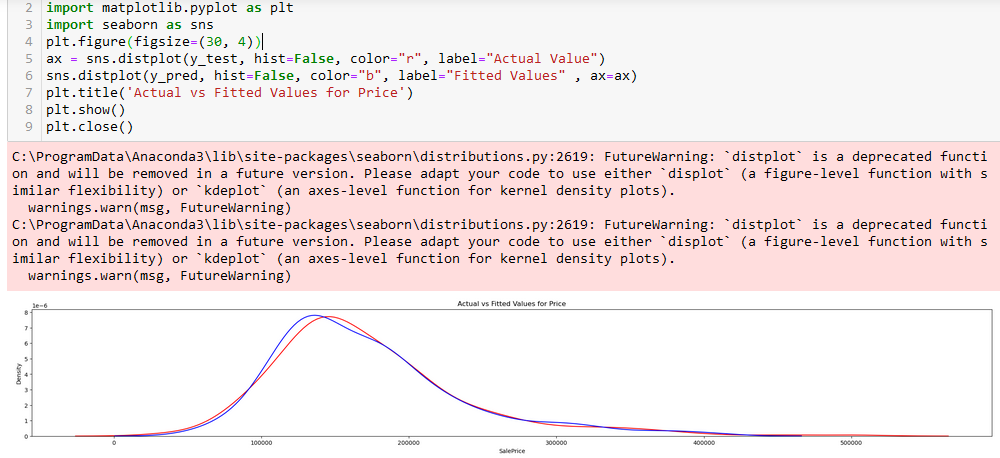 2 import matplotlib.pyplot as plt
3 import seaborn as sns
4 plt.figure(figsize=(30, 4))
5 ax = sns.distplot(y_test, hist=False, color="r", label="Actual Value")
6 sns.distplot(y_pred, hist=False, color="b", label="Fitted Values" , ax=ax)
7 plt.title('Actual vs Fitted Values for Price')
8 plt.show()
9 plt.close()
C:\ProgramData\Anaconda3\lib\site-packages\seaborn\distributions.py:2619: FutureWarning: `distplot` is a deprecated functi
on and will be removed in a future version. Please adapt your code to use either `displot` (a figure-level function with s
imilar flexibility) or `kdeplot` (an axes-level function for kernel density plots).
  warnings.warn(msg, FutureWarning)
C:\ProgramData\Anaconda3\lib\site-packages\seaborn\distributions.py:2619: FutureWarning: `distplot` is a deprecated functi
on and will be removed in a future version. Please adapt your code to use either `displot` (a figure-level function with s
imilar flexibility) or `kdeplot` (an axes-level function for kernel density plots).
  warnings.warn(msg, FutureWarning)
Actual vs Fitted Values for Price
1e-6
8
7
6
5
4
3
2
1
0
Density
0 100000 200000 300000 400000 500000
SalePrice